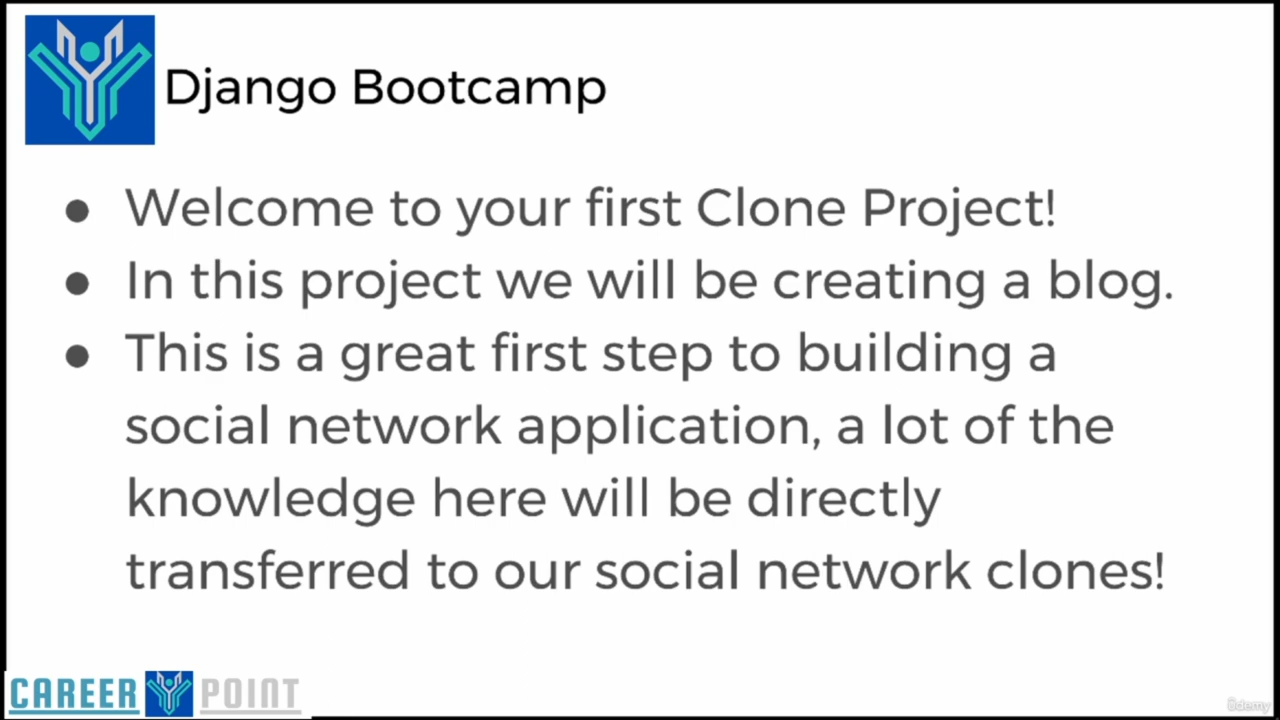 Django Bootcamp
● Welcome to your first Clone Project!
● In this project we will be creating a blog.
● This is a great first step to building a
social network application, a lot of the
knowledge here will be directly
transferred to our social network clones!
CAREER POINT
ûdemy